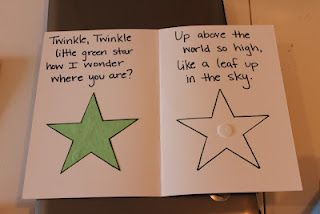 Twinkle, Twinkle
little green star
how I wonder
where you are?
Up above the
world so high,
Like a leaf up
in the sky.